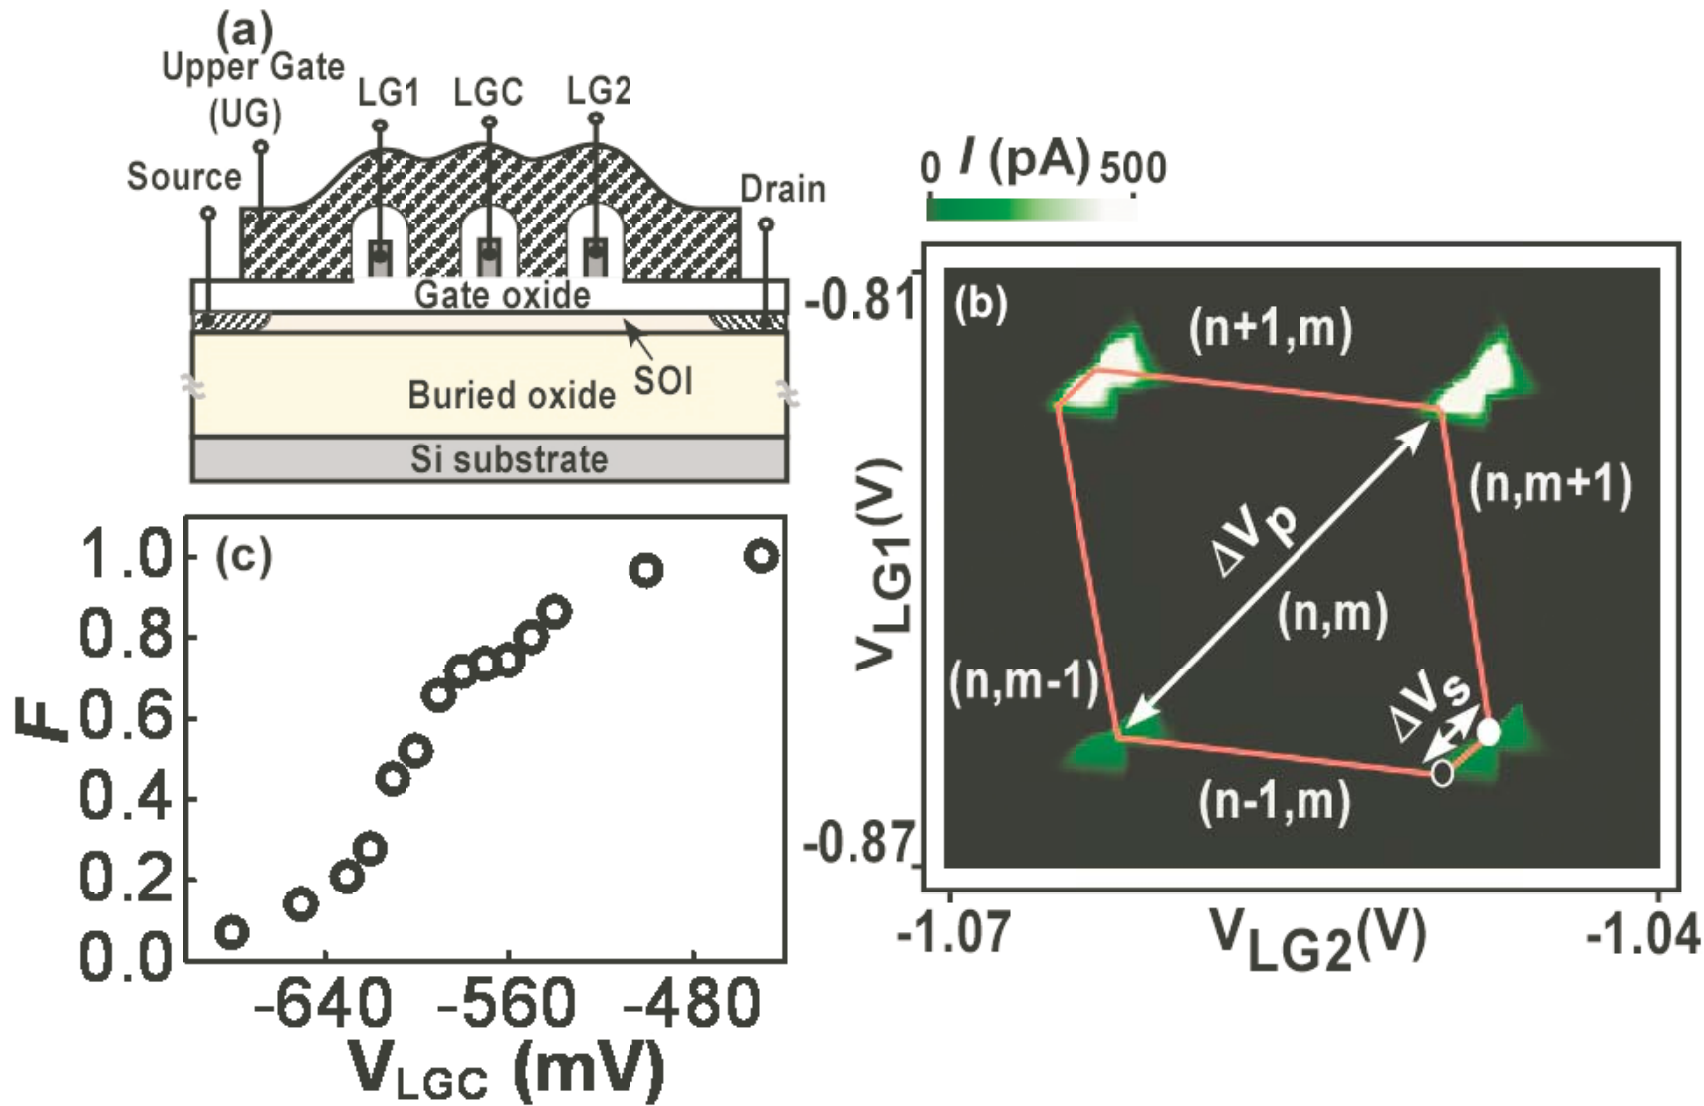 (a)
Upper Gate
(UG)
LG1
LGC
LG2
Source
Drain
Gate oxide
SOI
Buried oxide
Si substrate
0 I (pA) 500
(b)
-0.81
-0.87
VLG1(V)
(n+1,m)
(n,m+1)
ΔVp
(n,m)
(n,m-1)
ΔVs
(n-1,m)
-1.07
VLG2(V)
-1.04
(c)
1.0
0.8
0.6
0.4
0.2
0.0
F
-640
-560
-480
VLGC (mV)